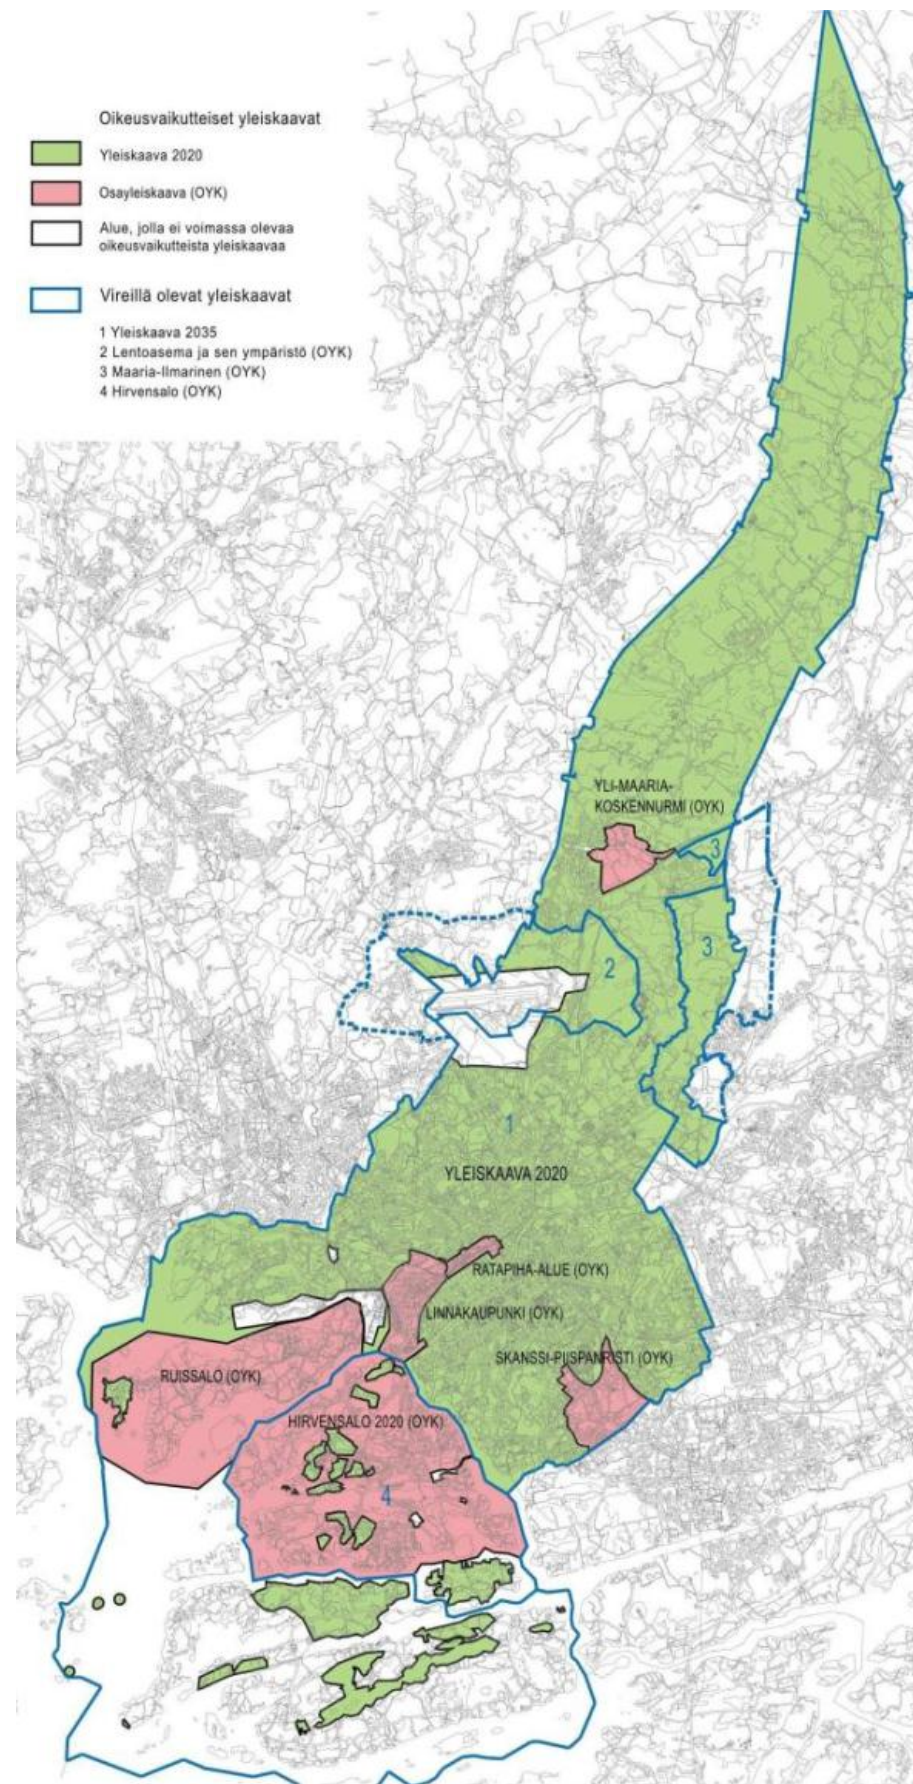 Oikeusvaikutteiset yleiskaavat
Yleiskaava 2020
Osayleiskaava (OYK)
Alue, jolla ei voimassa olevaa
oikeusvaikutteista yleiskaavaa
Vireillä olevat yleiskaavat
1 Yleiskaava 2035
2 Lentoasema ja sen ympäristö (OYK)
3 Maaria-Ilmarinen (OYK)
4 Hirvensalo (OYK)
YLI-MAARIA-
KOSKENNURMI (OYK)
3
3
2
1
YLEISKAAVA 2020
RATAPIHA-ALUE (OYK)
LINNAKAUPUNKI (OYK)
SKANSSI-PIISPANRISTI (OYK)
RUISSALO (OYK)
HIRVENSALO 2020 (OYK)
4